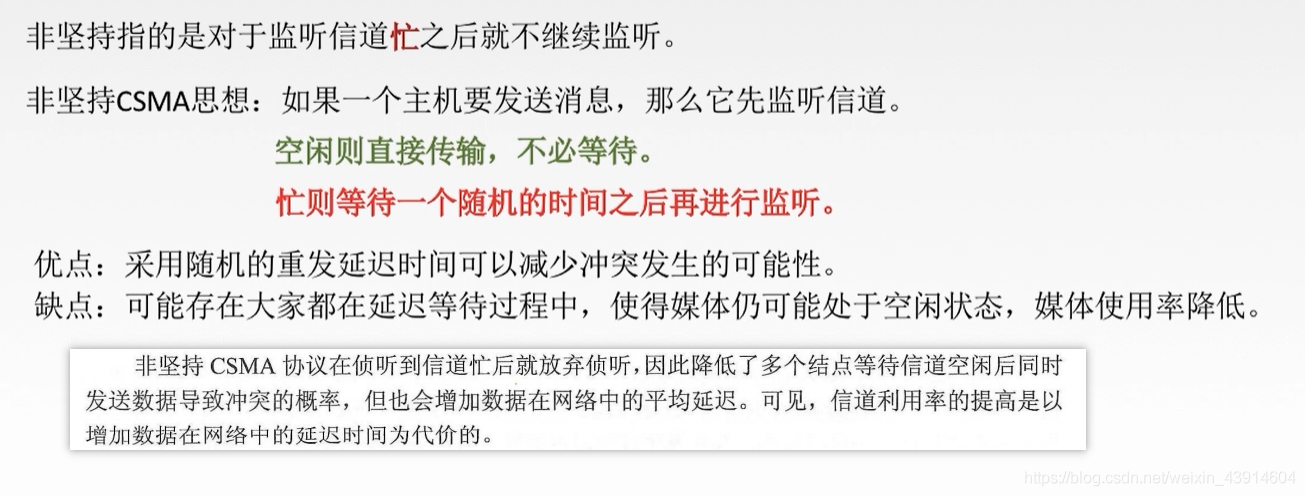 非坚持指的是对于监听信道忙之后就不继续监听。
非坚持CSMA思想：如果一个主机要发送消息，那么它先监听信道。
空闲则直接传输，不必等待。
忙则等待一个随机的时间之后再进行监听。
优点：采用随机的重发延迟时间可以减少冲突发生的可能性。
缺点：可能存在大家都在延迟等待过程中，使得媒体仍可能处于空闲状态，媒体使用率降低。
非坚持 CSMA 协议在侦听到信道忙后就放弃侦听，因此降低了多个结点等待信道空闲后同时
发送数据导致冲突的概率，但也会增加数据在网络中的平均延迟。可见，信道利用率的提高是以
增加数据在网络中的延迟时间为代价的。
https://blog.csdn.net/weixin_43914604